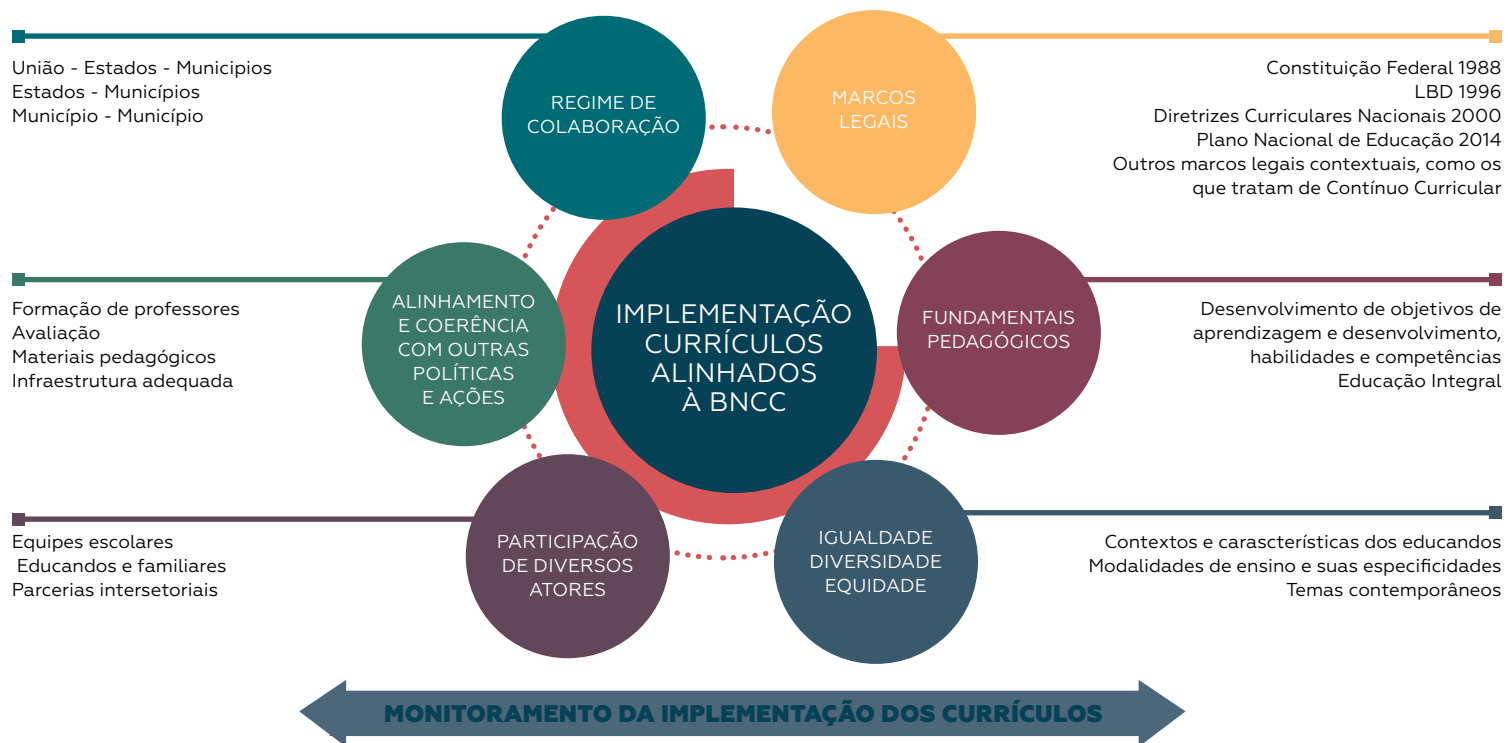 REGIME DE
COLABORAÇÃO
União - Estados - Municipios
Estados - Municípios
Município - Município
MARCOS
LEGAIS
Constituição Federal 1988
LBD 1996
Diretrizes Curriculares Nacionais 2000
Plano Nacional de Educação 2014
Outros marcos legais contextuais, como os
que tratam de Contínuo Curricular
ALINHAMENTO
E COERÊNCIA
COM OUTRAS
POLÍTICAS
E AÇÕES
Formação de professores
Avaliação
Materiais pedagógicos
Infraestrutura adequada
IMPLEMENTAÇÃO
CURRÍCULOS
ALINHADOS
À BNCC
FUNDAMENTAIS
PEDAGÓGICOS
Desenvolvimento de objetivos de
aprendizagem e desenvolvimento,
habilidades e competências
Educação Integral
PARTICIPAÇÃO
DE DIVERSOS
ATORES
Equipes escolares
Educandos e familiares
Parcerias intersetoriais
IGUALDADE
DIVERSIDADE
EQUIDADE
Contextos e carascterísticas dos educandos
Modalidades de ensino e suas especificidades
Temas contemporâneos
MONITORAMENTO DA IMPLEMENTAÇÃO DOS CURRÍCULOS